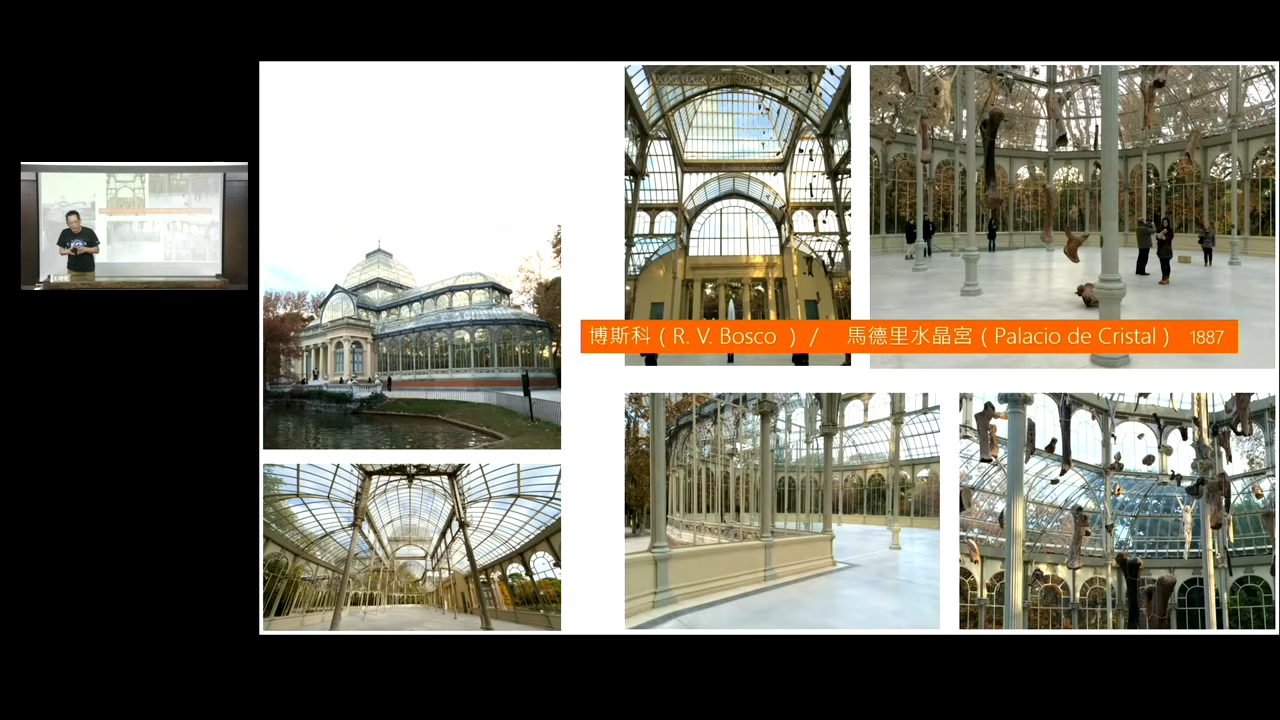 博斯科 ( R. V. Bosco ) / 馬德里水晶宮 ( Palacio de Cristal ) 1887